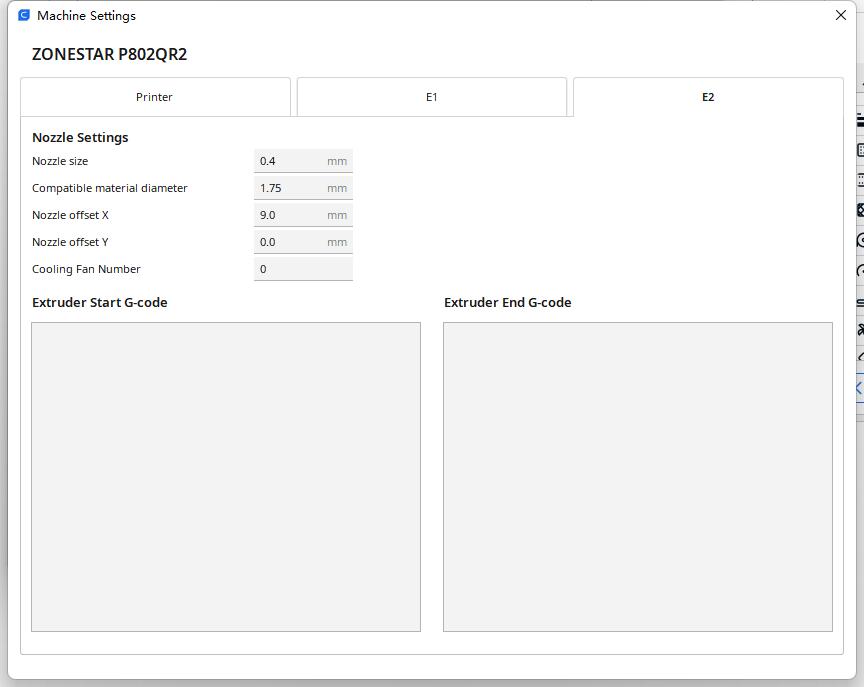 Machine Settings
ZONESTAR P802QR2
Printer
E1
E2
Nozzle Settings
Nozzle size 0.4 mm
Compatible material diameter 1.75 mm
Nozzle offset X 9.0 mm
Nozzle offset Y 0.0 mm
Cooling Fan Number 0
Extruder Start G-code
Extruder End G-code